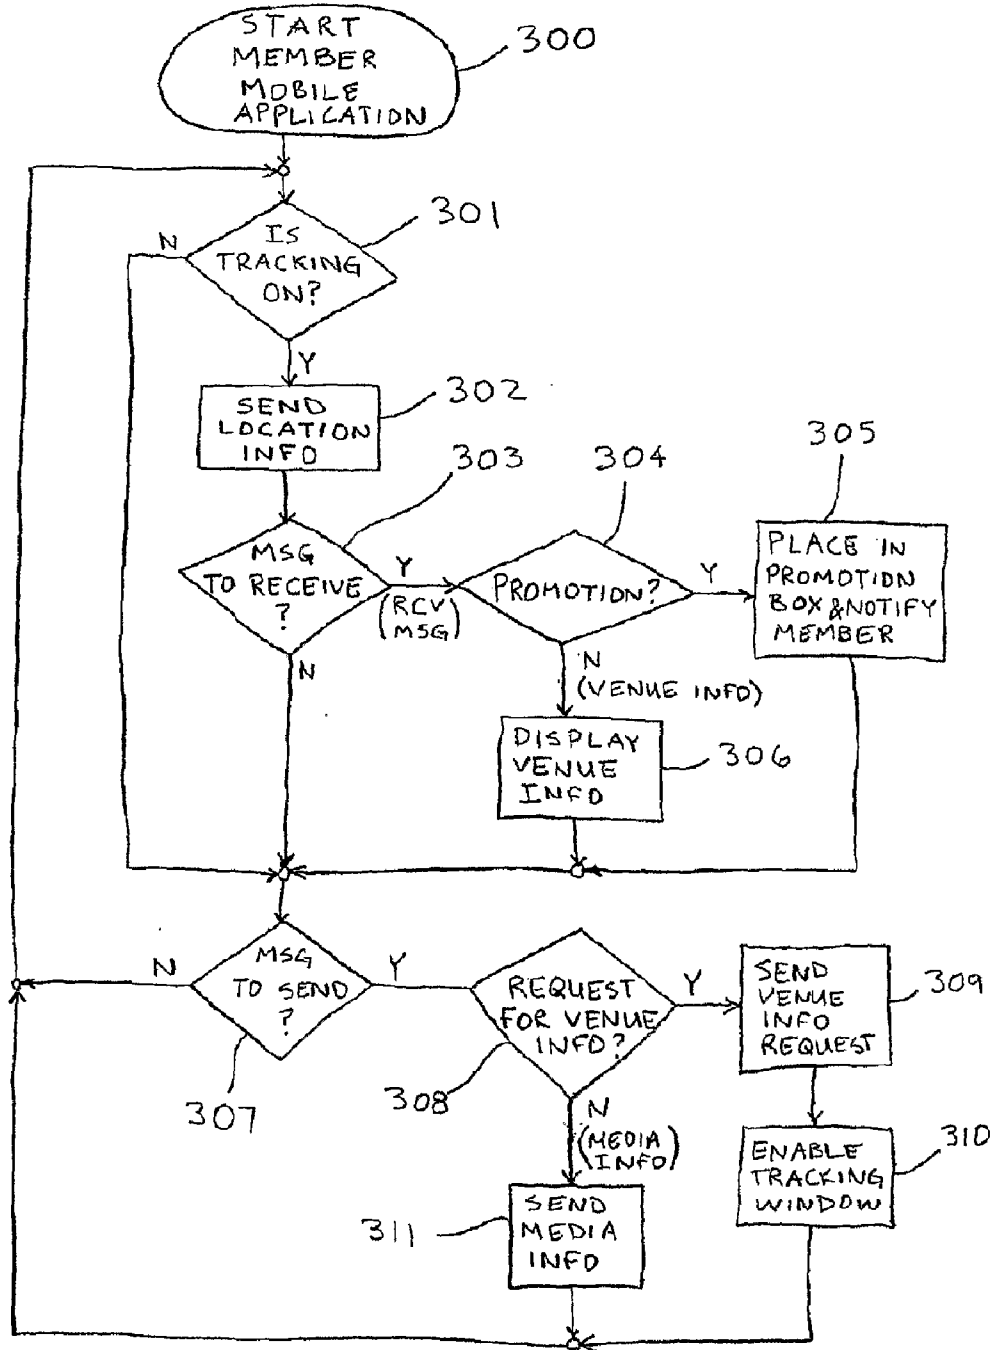 START
MEMBER
MOBILE
APPLICATION
300
IS
TRACKING
ON?
301
N
Y
SEND
LOCATION
INFO
302
MSG
TO RECEIVE
?
303
Y
(RCV
MSG)
N
PROMOTION?
304
Y
N
(VENUE INFO)
PLACE IN
PROMOTION
BOX & NOTIFY
MEMBER
305
DISPLAY
VENUE
INFO
306
MSG
TO SEND
?
307
N
Y
REQUEST
FOR VENUE
INFO?
308
Y
N
(MEDIA
INFO)
SEND
VENUE
INFO
REQUEST
309
ENABLE
TRACKING
WINDOW
310
SEND
MEDIA
INFO
311